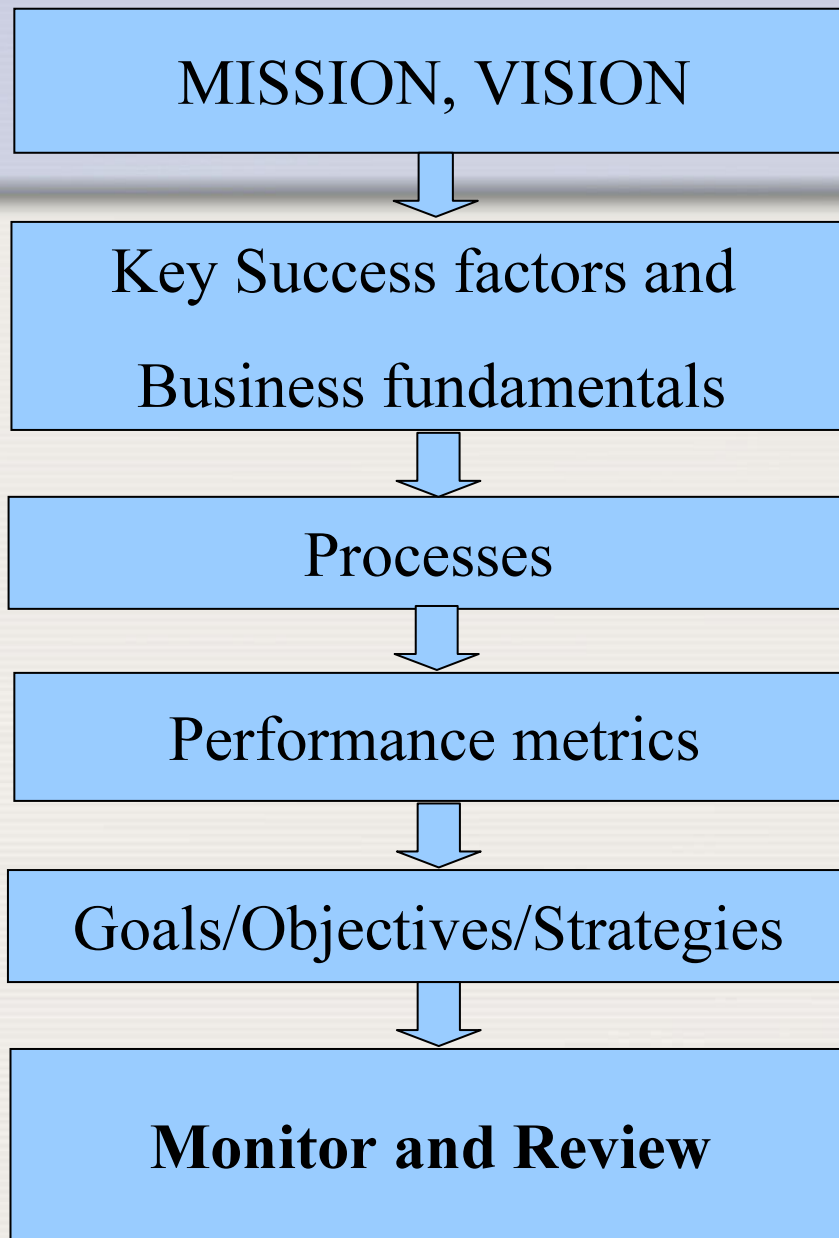 MISSION, VISION
Key Success factors and
Business fundamentals
Processes
Performance metrics
Goals/Objectives/Strategies
Monitor and Review